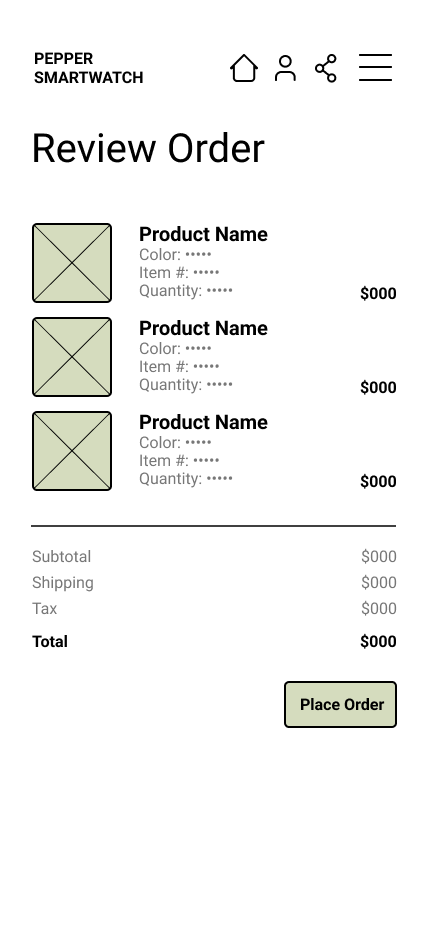 PEPPER
SMARTWATCH
Review Order
Product Name
Color: •••••
Item #: •••••
Quantity: •••••
$000
Product Name
Color: •••••
Item #: •••••
Quantity: •••••
$000
Product Name
Color: •••••
Item #: •••••
Quantity: •••••
$000
Subtotal $000
Shipping $000
Tax $000
Total $000
Place Order